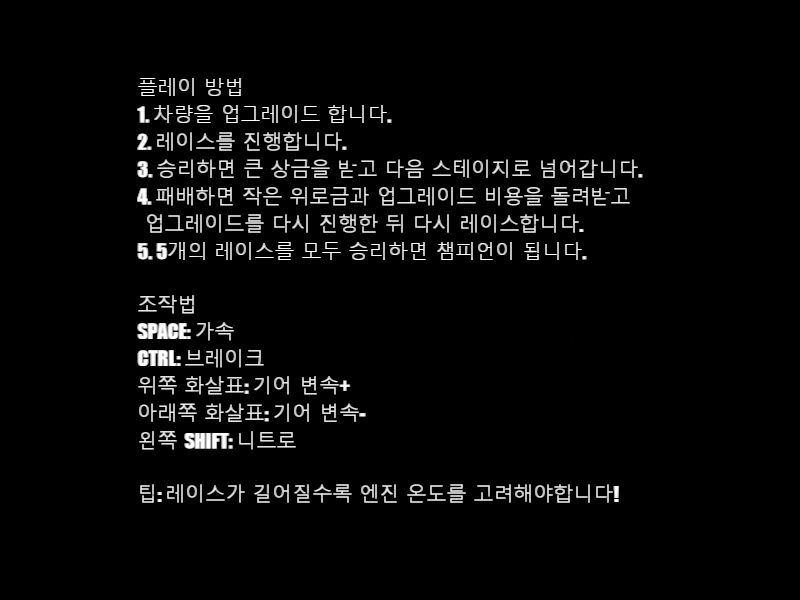 플레이 방법
1. 차량을 업그레이드 합니다.
2. 레이스를 진행합니다.
3. 승리하면 큰 상금을 받고 다음 스테이지로 넘어갑니다.
4. 패배하면 작은 위로금과 업그레이드 비용을 돌려받고
업그레이드를 다시 진행한 뒤 다시 레이스합니다.
5. 5개의 레이스를 모두 승리하면 챔피언이 됩니다.
조작법
SPACE: 가속
CTRL: 브레이크
위쪽 화살표: 기어 변속+
아래쪽 화살표: 기어 변속-
왼쪽 SHIFT: 니트로
팁: 레이스가 길어질수록 엔진 온도를 고려해야합니다!